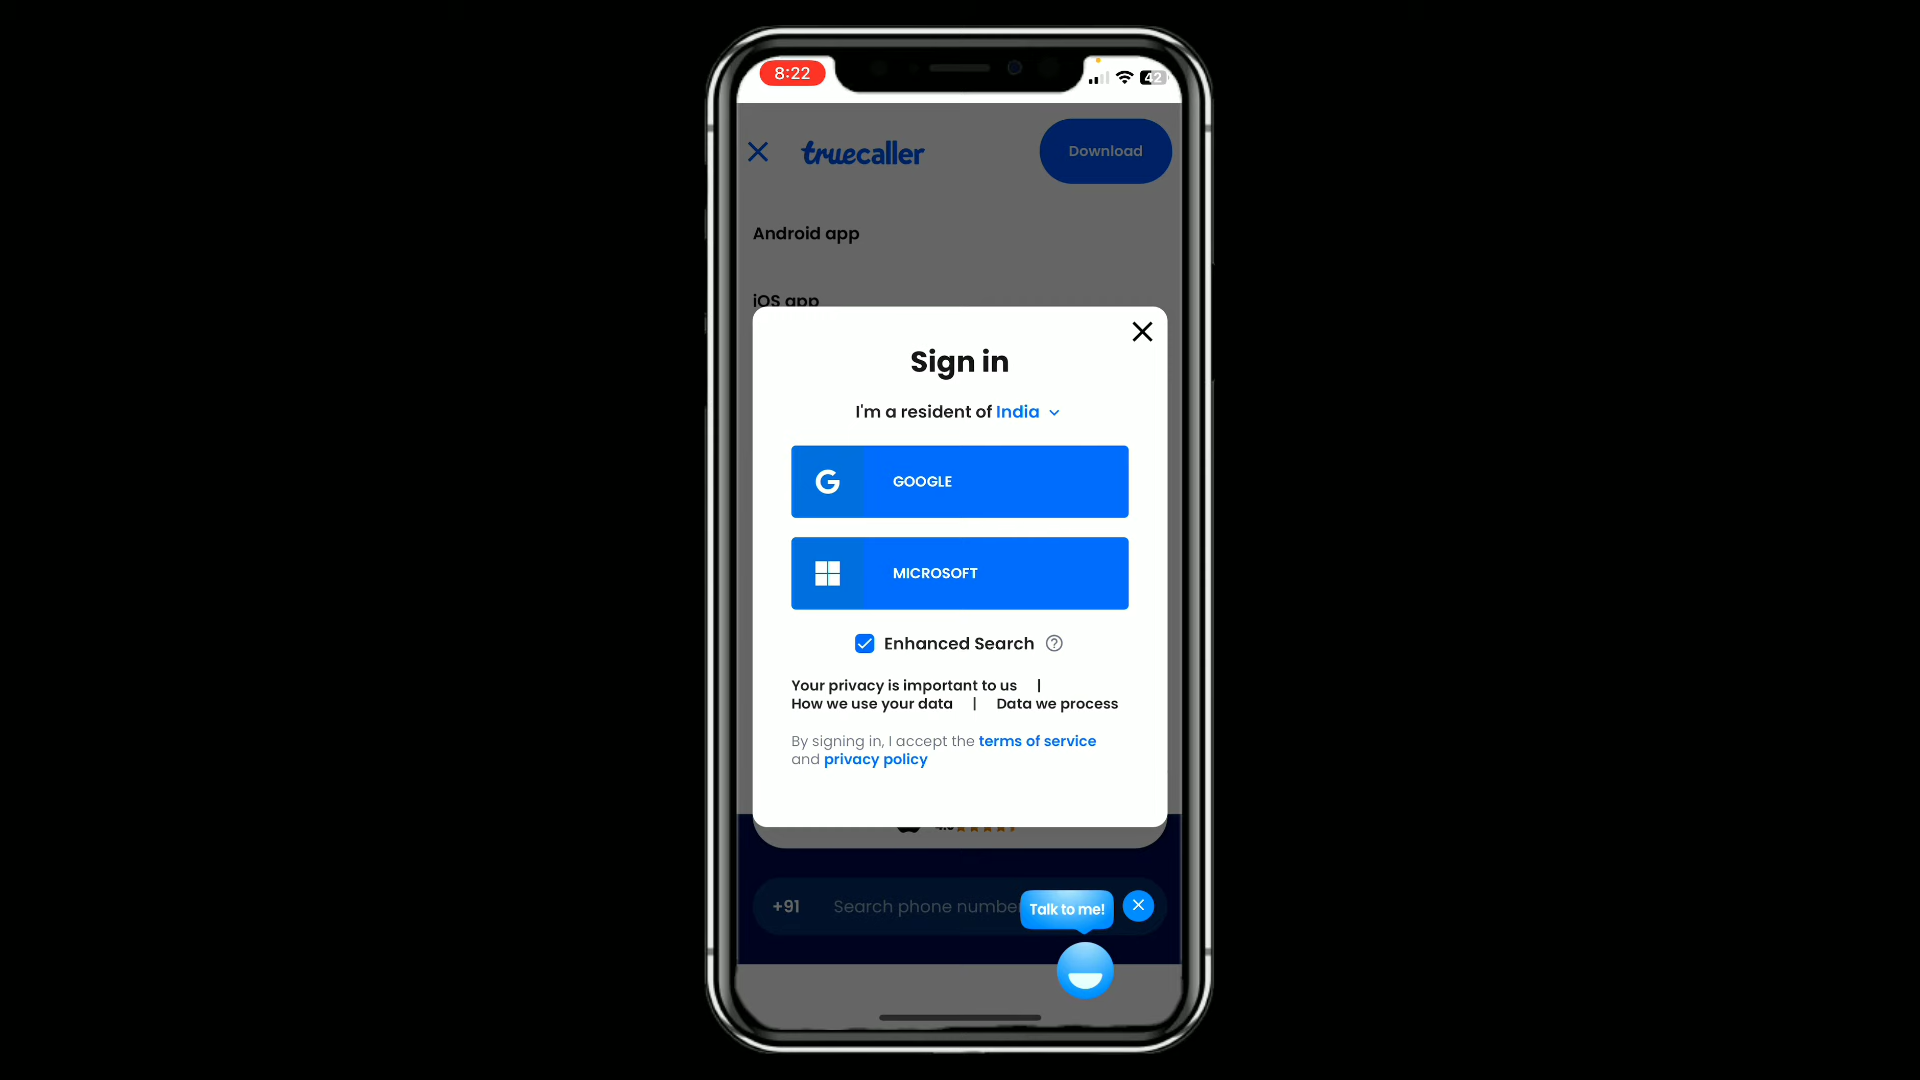 8:22
42
truecaller
Download
Android app
iOS app
Sign in
I'm a resident of India
GOOGLE
MICROSOFT
Enhanced Search
Your privacy is important to us |
How we use your data | Data we process
By signing in, I accept the terms of service
and privacy policy
+91 Search phone number
Talk to me!